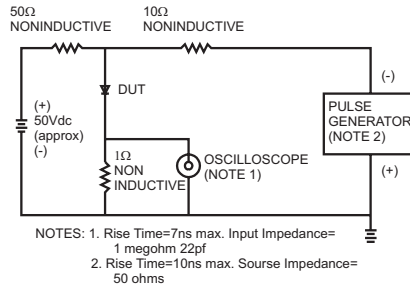 50Ω
NONINDUCTIVE
10Ω
NONINDUCTIVE
(+)
50Vdc
(approx)
(-)
DUT
1Ω
NON
INDUCTIVE
OSCILLOSCOPE
(NOTE 1)
(-)
PULSE
GENERATOR
(NOTE 2)
(+)
NOTES: 1. Rise Time=7ns max. Input Impedance=
1 megohm 22pf
2. Rise Time=10ns max. Sourse Impedance=
50 ohms